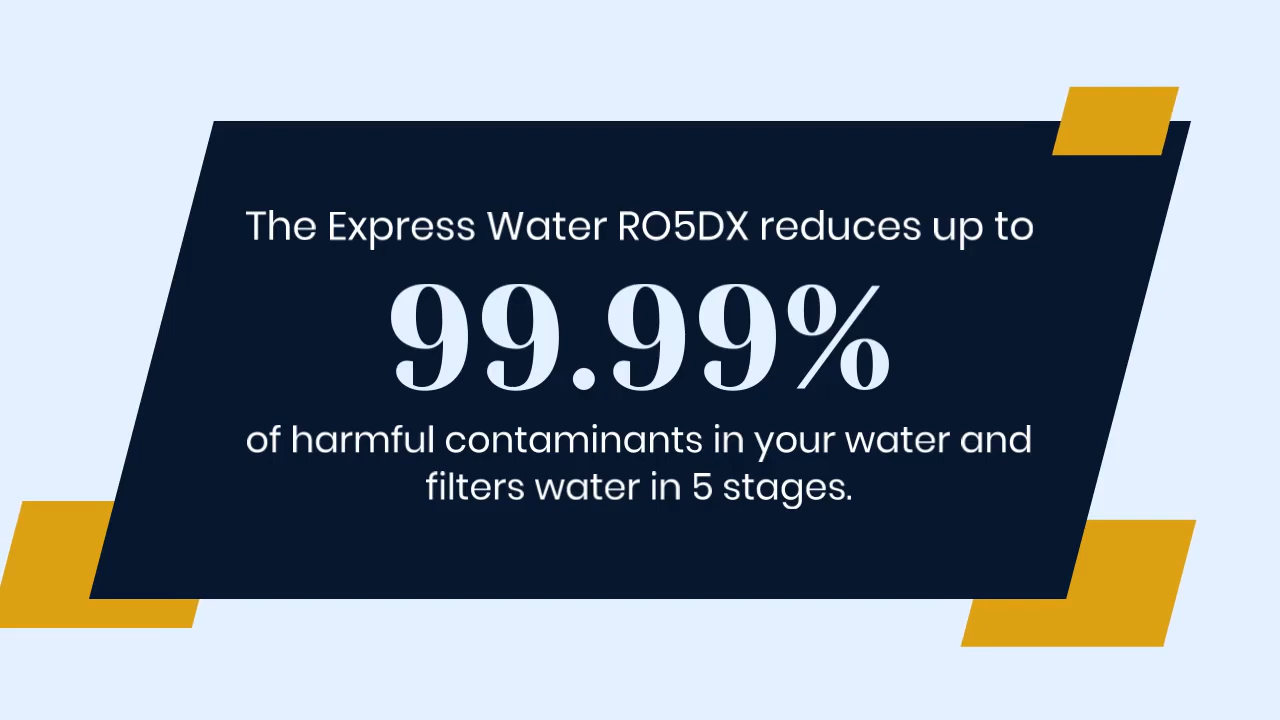 The Express Water RO5DX reduces up to
99.99%
of harmful contaminants in your water and
filters water in 5 stages.